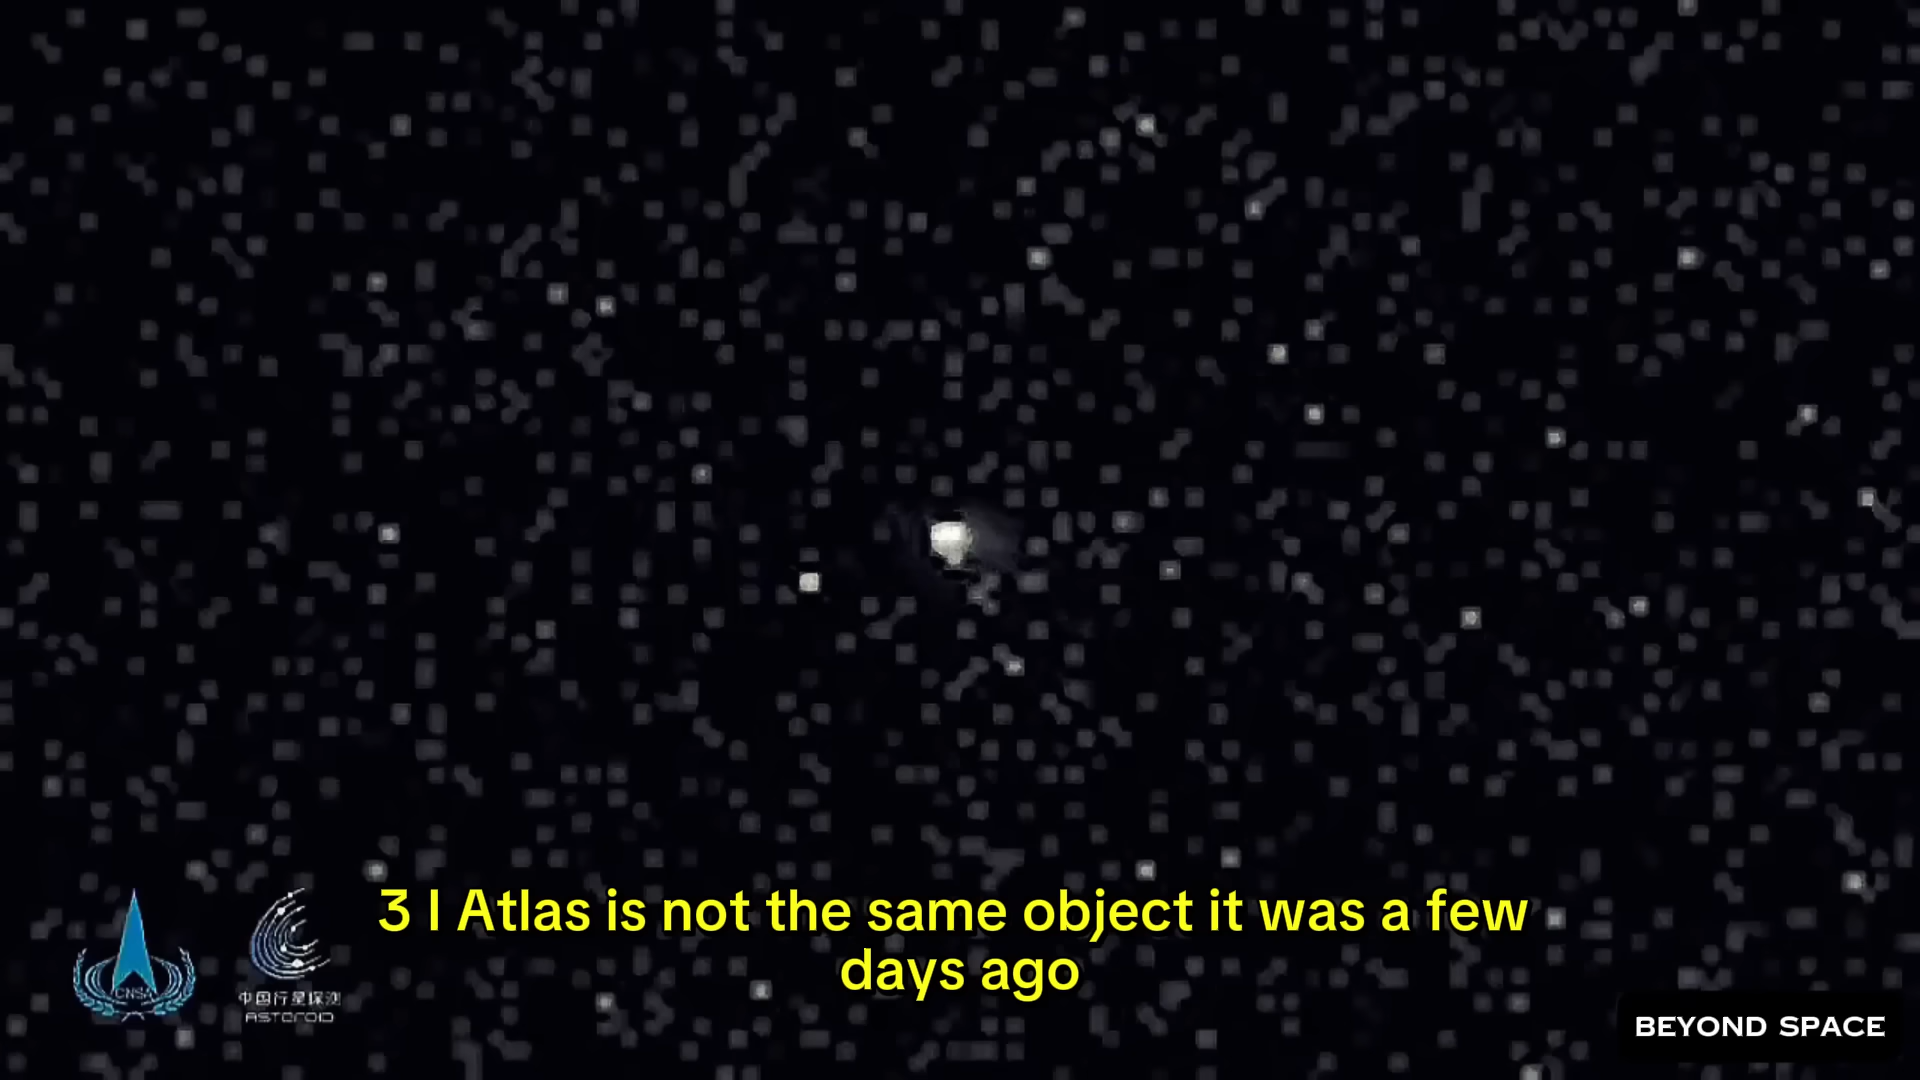 3 I Atlas is not the same object it was a few
days ago
CNSA
中国行星探测
ASTEROID
BEYOND SPACE